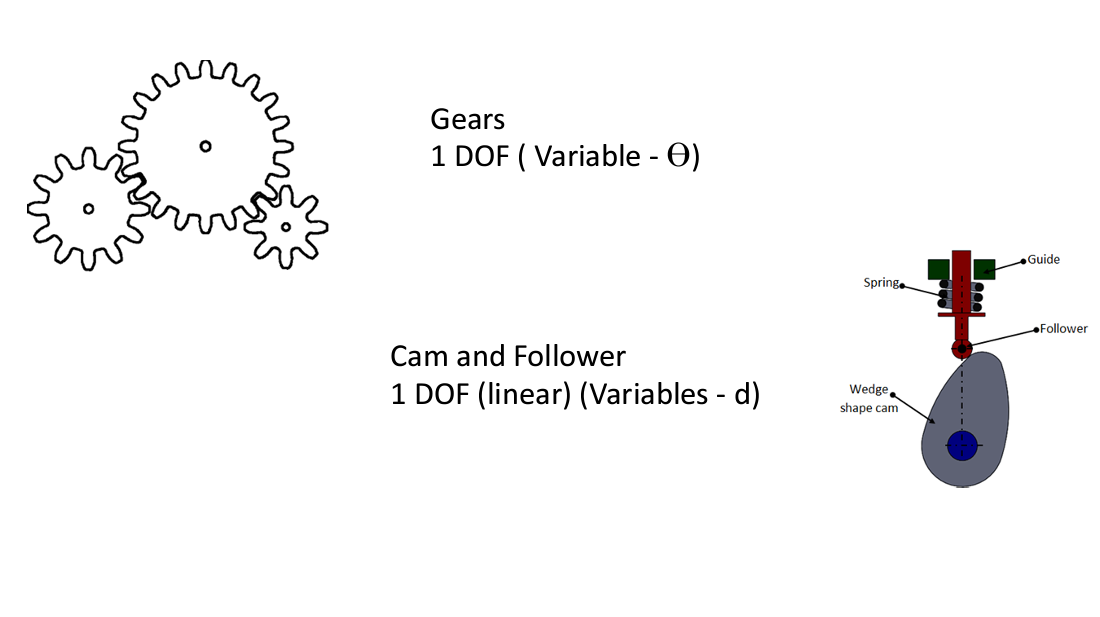 Gears
1 DOF ( Variable - Ɵ)
Guide
Spring
Follower
Cam and Follower
1 DOF (linear) (Variables - d)
Wedge
shape cam